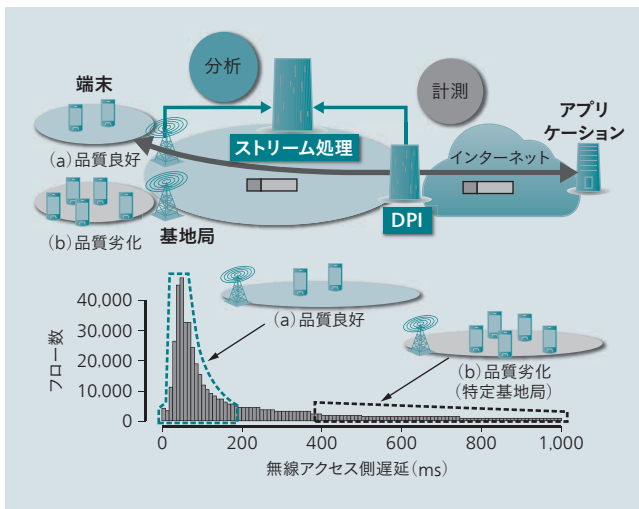 分析
計測
端末
アプリ
ケーション
ストリーム処理
インターネット
(a)品質良好
DPI
基地局
(b)品質劣化
(a)品質良好
(b)品質劣化
(特定基地局)
フロー数
40,000
30,000
20,000
10,000
0
0 200 400 600 800 1,000
無線アクセス側遅延(ms)